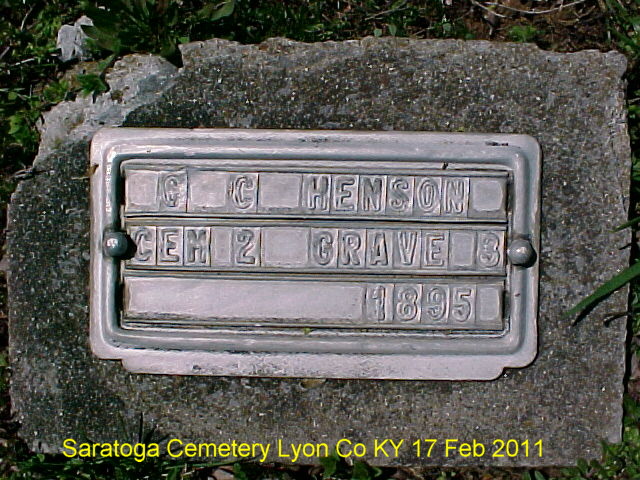 G C HENSON
CEM 2 GRAVE 3
1895
Saratoga Cemetery Lyon Co KY 17 Feb 2011